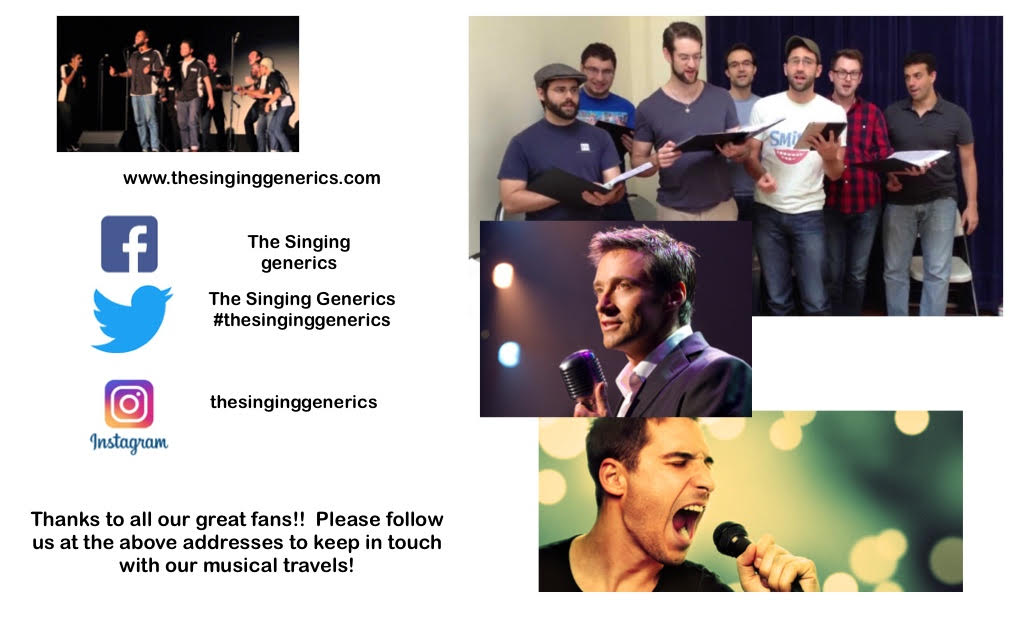 www.thesinginggenerics.com
The Singing
generics
The Singing Generics
#thesinginggenerics
Instagram
thesinginggenerics
Thanks to all our great fans!!  Please follow
us at the above addresses to keep in touch
with our musical travels!